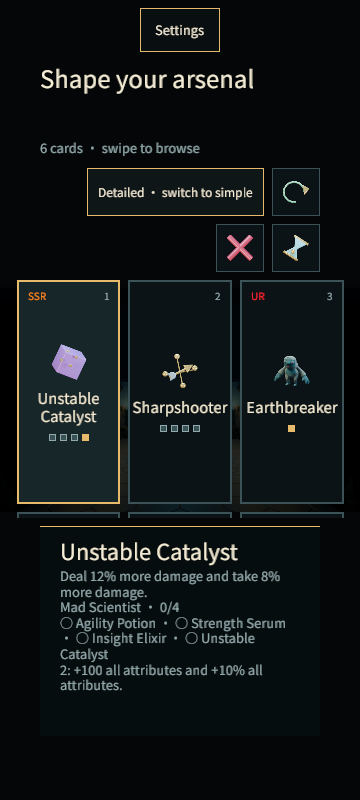 Settings
Shape your arsenal
6 cards • swipe to browse
Detailed • switch to simple
SSR 1
2
UR 3
Unstable
Catalyst
Sharpshooter
Earthbreaker
Unstable Catalyst
Deal 12% more damage and take 8%
more damage.
Mad Scientist • 0/4
○ Agility Potion • ○ Strength Serum
• ○ Insight Elixir • ○ Unstable
Catalyst
2: +100 all attributes and +10% all
attributes.